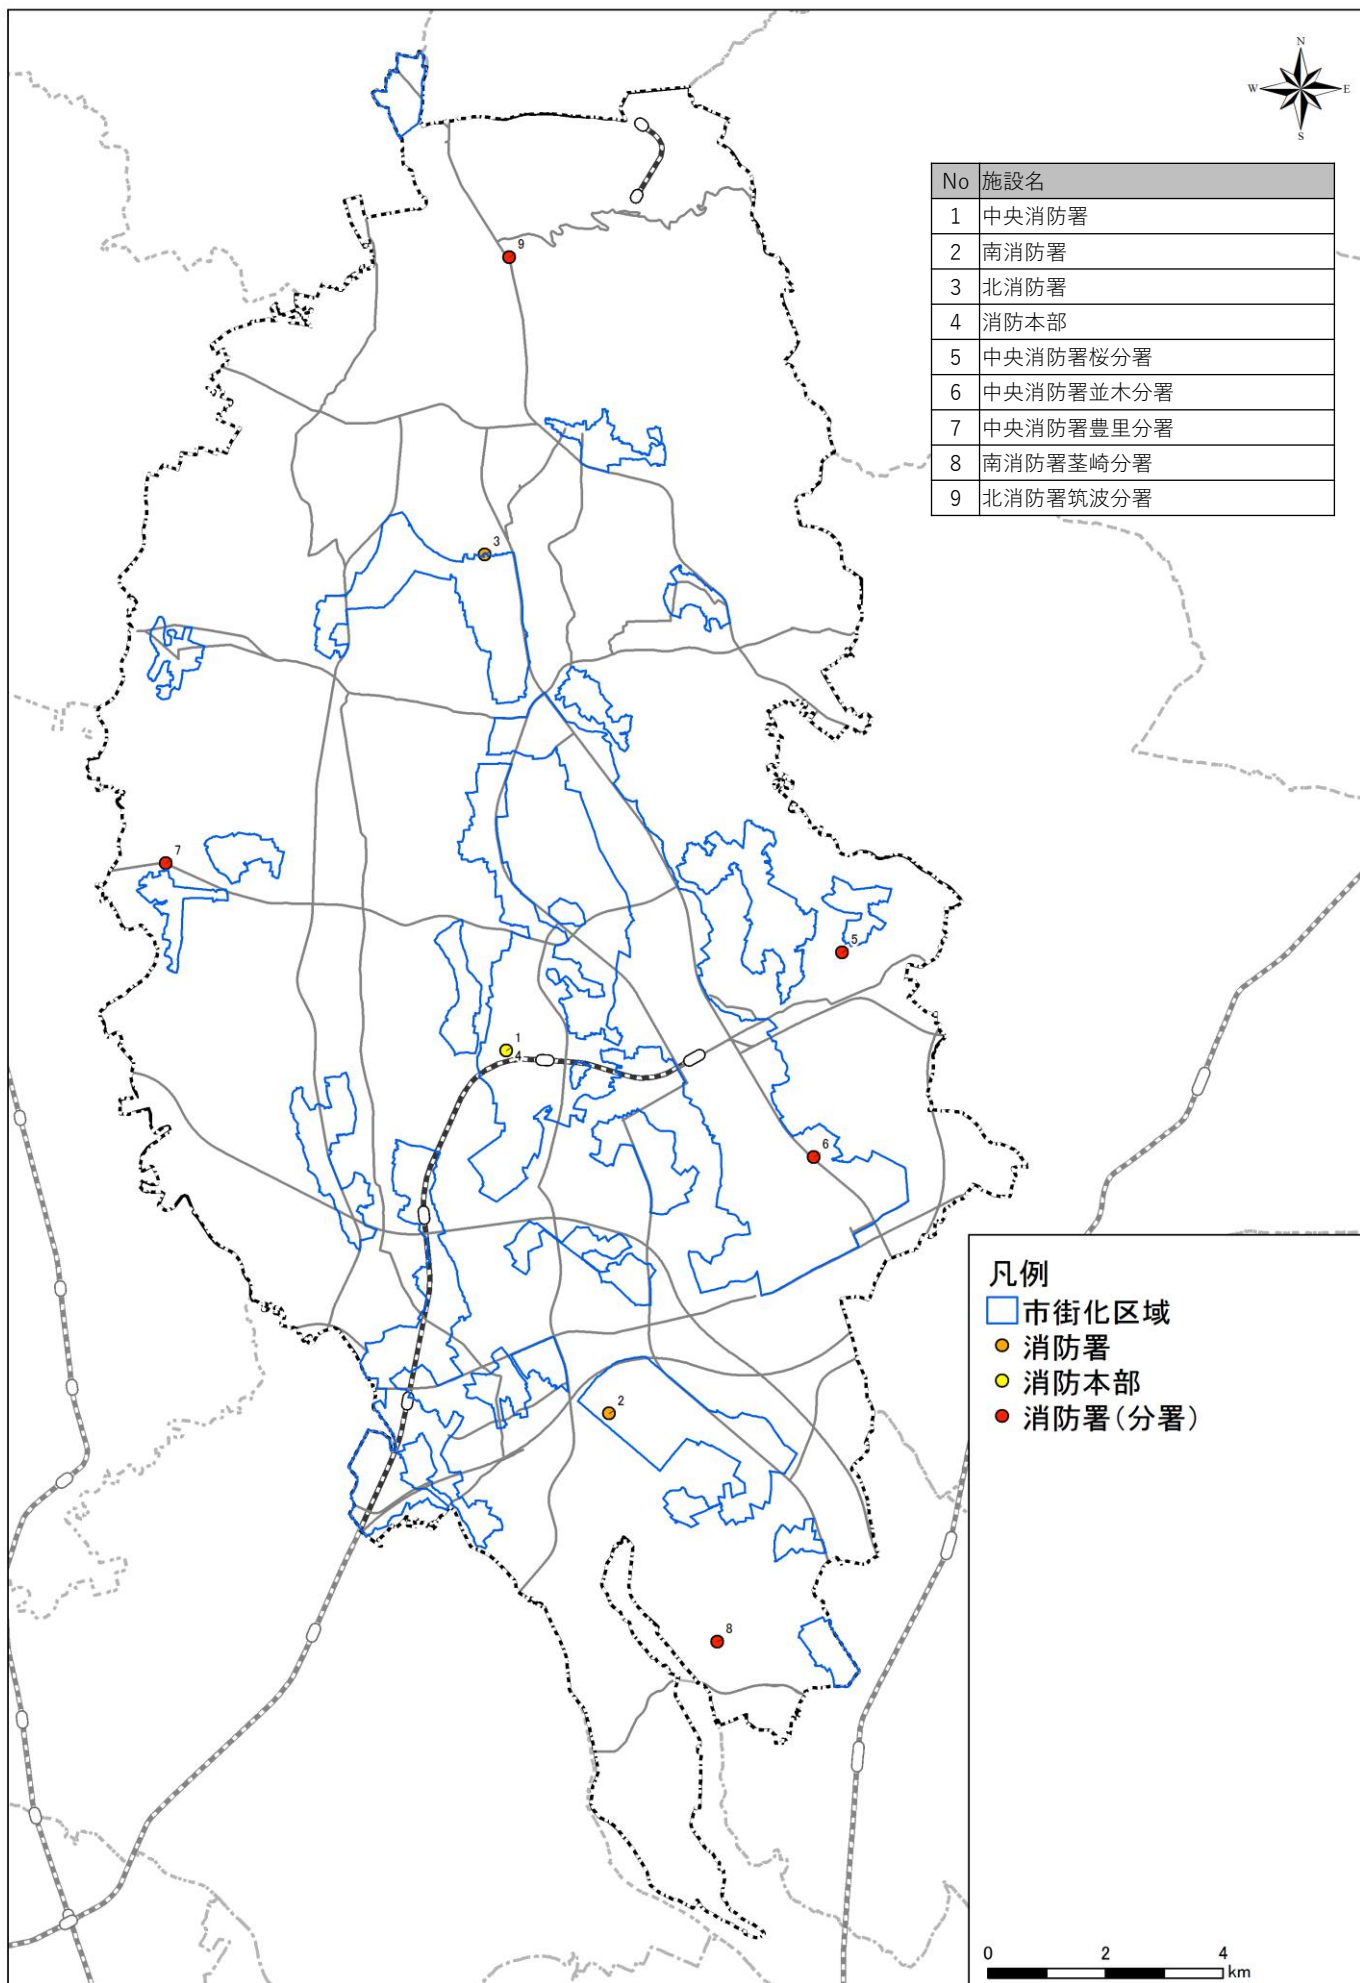 N
W E
S
No 施設名
1 中央消防署
2 南消防署
3 北消防署
4 消防本部
5 中央消防署桜分署
6 中央消防署並木分署
7 中央消防署豊里分署
8 南消防署茎崎分署
9 北消防署筑波分署
9
3
7
5
1
4
6
2
8
凡例
市街化区域
消防署
消防本部
消防署(分署)
0 2 4
km